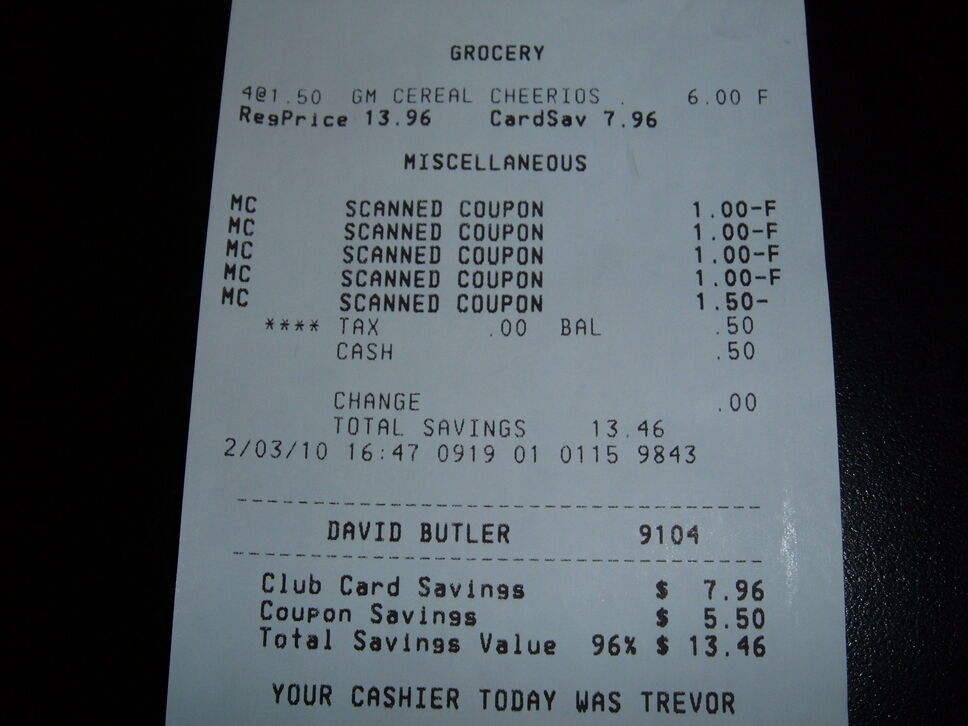 GROCERY
4@1.50 GM CEREAL CHEERIOS . 6.00 F
RegPrice 13.96 CardSav 7.96
MISCELLANEOUS
MC SCANNED COUPON 1.00-F
MC SCANNED COUPON 1.00-F
MC SCANNED COUPON 1.00-F
MC SCANNED COUPON 1.00-F
MC SCANNED COUPON 1.50-
**** TAX .00 BAL .50
CASH .50
CHANGE .00
TOTAL SAVINGS 13.46
2/03/10 16:47 0919 01 0115 9843
DAVID BUTLER 9104
Club Card Savings $ 7.96
Coupon Savings $ 5.50
Total Savings Value 96% $ 13.46
YOUR CASHIER TODAY WAS TREVOR